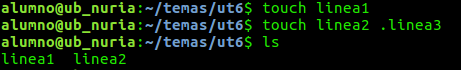 alumno@ub_nuria:~/temas/ut6$ touch linea1
alumno@ub_nuria:~/temas/ut6$ touch linea2 .linea3
alumno@ub_nuria:~/temas/ut6$ ls
linea1  linea2